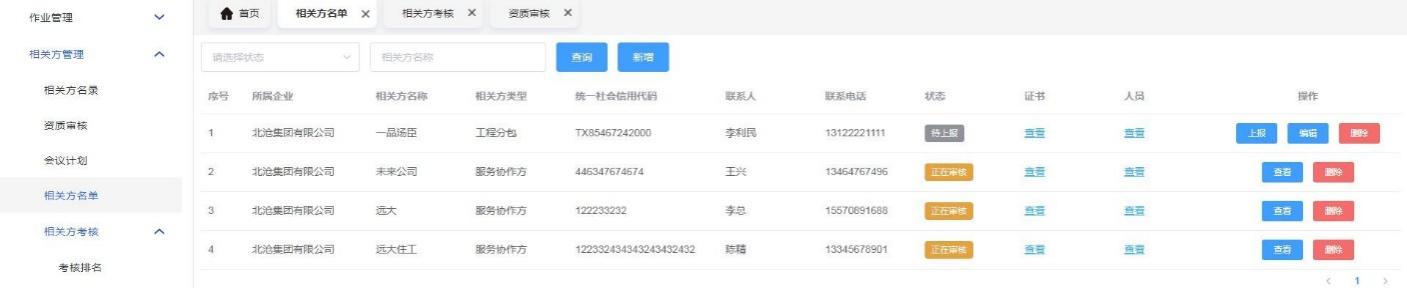 作业管理
相关方管理
相关方名录
资质审核
会议计划
相关方名单
相关方考核
考核排名
首页 相关方名单 相关方考核 资质审核
请选择状态 相关方名称 查询 新增
序号 所属企业 相关方名称 相关方类型 统一社会信用代码 联系人 联系电话 状态 证书 人员 操作
1 北沧集团有限公司 一品汤臣 工程分包 TX85467242000 李利民 13122221111 待上报 查看 查看 上报 编辑 删除
2 北沧集团有限公司 未来公司 服务协作方 446347674674 王兴 13464767496 正在审核 查看 查看 查看 删除
3 北沧集团有限公司 远大 服务协作方 122233232 李总 15570891688 正在审核 查看 查看 查看 删除
4 北沧集团有限公司 远大住工 服务协作方 122332434343243432432 陈精 13345678901 正在审核 查看 查看 查看 删除
1